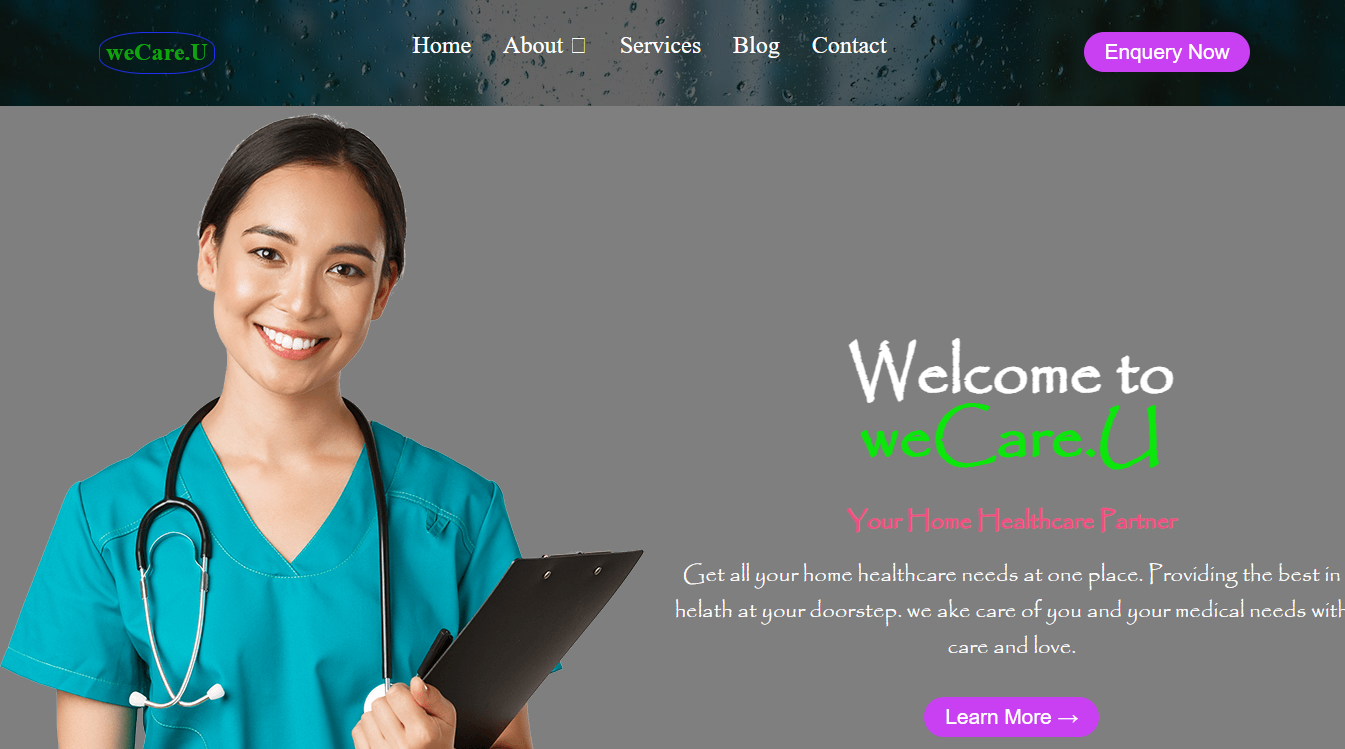 weCare.U
Home About Services Blog Contact
Enquery Now
Welcome to
weCare.U
Your Home Healthcare Partner
Get all your home healthcare needs at one place. Providing the best in
helath at your doorstep. we ake care of you and your medical needs with
care and love.
Learn More →